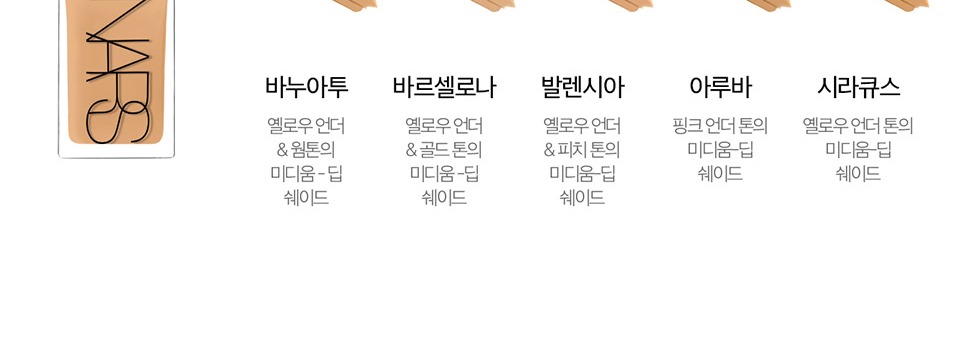 NARS
바누아투
옐로우 언더
& 웜톤의
미디움 - 딥
쉐이드
바르셀로나
옐로우 언더
& 골드 톤의
미디움 -딥
쉐이드
발렌시아
옐로우 언더
& 피치 톤의
미디움-딥
쉐이드
아루바
핑크 언더 톤의
미디움-딥
쉐이드
시라큐스
옐로우 언더 톤의
미디움-딥
쉐이드